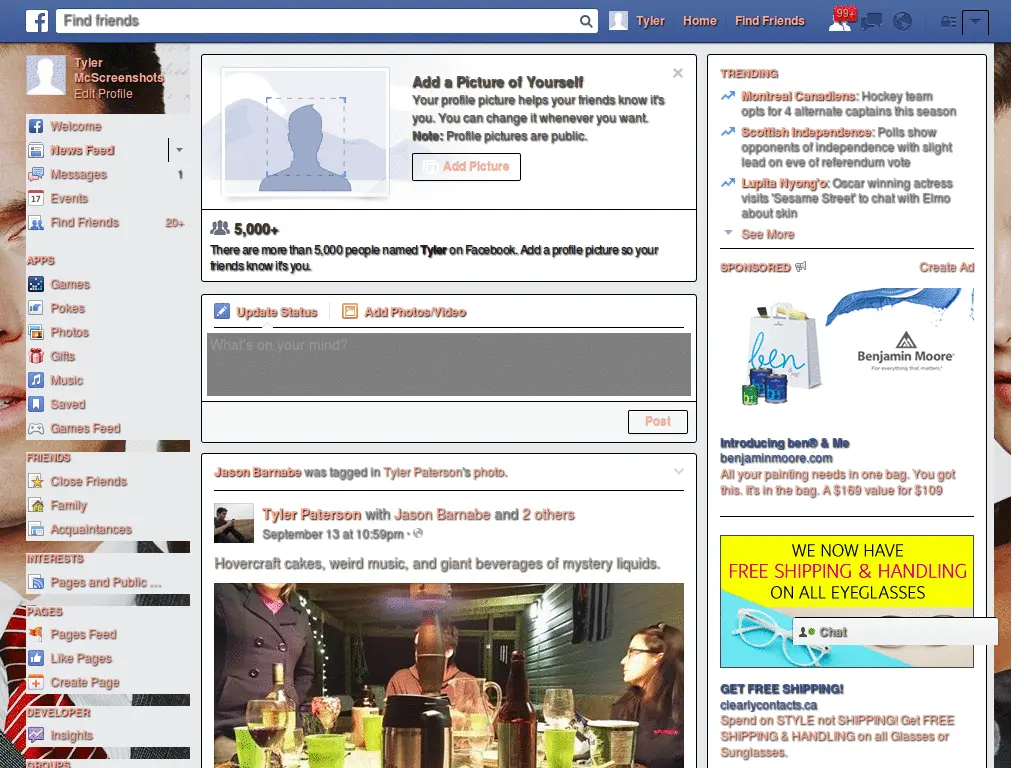 f
Find friends
Tyler
Home
Find Friends
99+
Tyler
McScreenshots
Edit Profile
Welcome
News Feed
Messages
1
17
Events
Find Friends
20+
APPS
Games
Pokes
Photos
Gifts
Music
Saved
Games Feed
FRIENDS
Close Friends
Family
Acquaintances
INTERESTS
Pages and Public ...
PAGES
Pages Feed
Like Pages
Create Page
DEVELOPER
Insights
GROUPS
Add a Picture of Yourself
Your profile picture helps your friends know it's
you. You can change it whenever you want.
Note: Profile pictures are public.
Add Picture
5,000+
There are more than 5,000 people named Tyler on Facebook. Add a profile picture so your
friends know it's you.
Update Status
Add Photos/Video
What's on your mind?
Post
Jason Barnabe was tagged in Tyler Paterson's photo.
Tyler Paterson with Jason Barnabe and 2 others
September 13 at 10:59pm ·
Hovercraft cakes, weird music, and giant beverages of mystery liquids.
TRENDING
Montreal Canadiens: Hockey team
opts for 4 alternate captains this season
Scottish Independence: Polls show
opponents of independence with slight
lead on eve of referendum vote
Lupita Nyong'o: Oscar winning actress
visits 'Sesame Street' to chat with Elmo
about skin
See More
SPONSORED
Create Ad
ben
Benjamin Moore®
For everything that matters.
Introducing ben® & Me
benjaminmoore.com
All your painting needs in one bag. You got
this. It's in the bag. A $169 value for $109
WE NOW HAVE
FREE SHIPPING & HANDLING
ON ALL EYEGLASSES
Chat
GET FREE SHIPPING!
clearlycontacts.ca
Spend on STYLE not SHIPPING! Get FREE
SHIPPING & HANDLING on all Glasses or
Sunglasses.